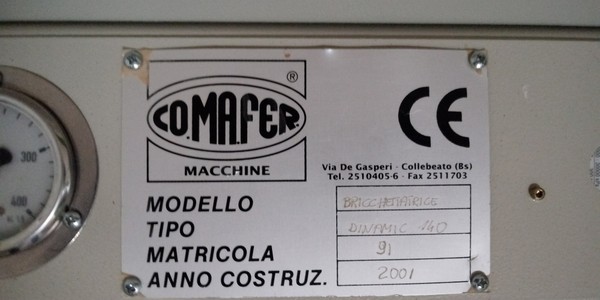 ®
CO.MA.FER.
MACCHINE
CE
Via De Gasperi - Collebeato (Bs)
Tel. 2510405-6 - Fax 2511703
MODELLO BRICCHETTATRICE
TIPO DINAMIC 140
MATRICOLA 91
ANNO COSTRUZ. 2001
300
400